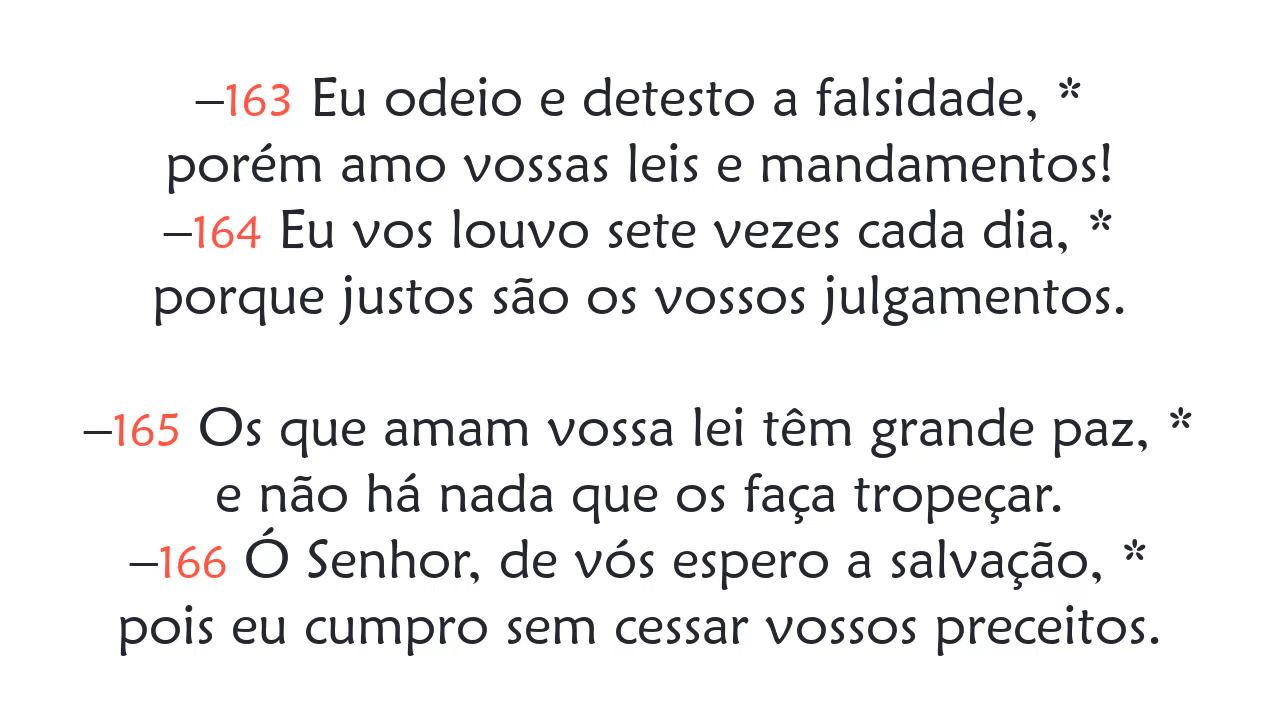 –163 Eu odeio e detesto a falsidade, *
porém amo vossas leis e mandamentos!
–164 Eu vos louvo sete vezes cada dia, *
porque justos são os vossos julgamentos.
–165 Os que amam vossa lei têm grande paz, *
e não há nada que os faça tropeçar.
–166 Ó Senhor, de vós espero a salvação, *
pois eu cumpro sem cessar vossos preceitos.